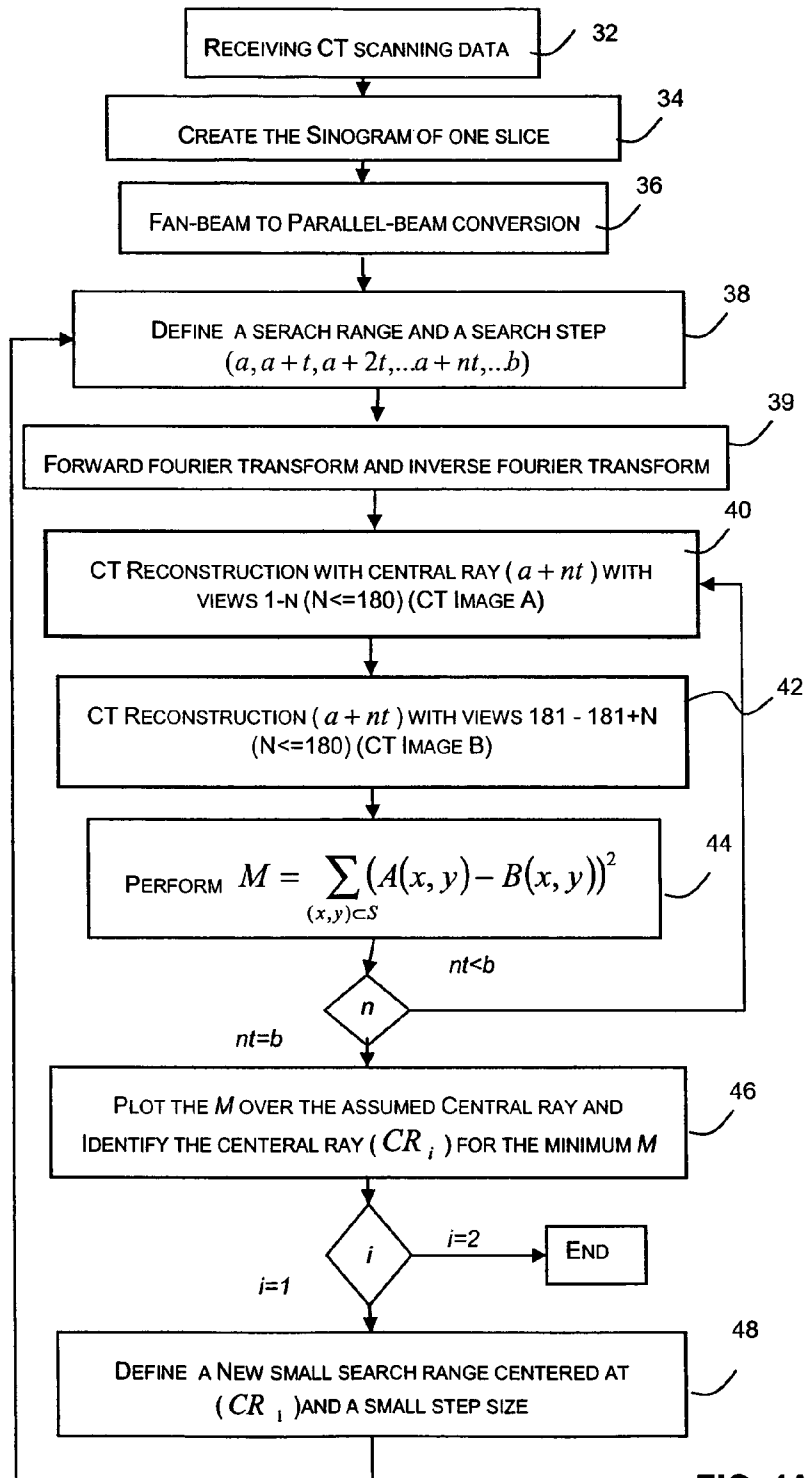 RECEIVING CT SCANNING DATA
32
34
CREATE THE SINOGRAM OF ONE SLICE
36
FAN-BEAM TO PARALLEL-BEAM CONVERSION
38
DEFINE A SERACH RANGE AND A SEARCH STEP
(a, a + t, a + 2t,...a + nt,...b)
39
FORWARD FOURIER TRANSFORM AND INVERSE FOURIER TRANSFORM
40
CT RECONSTRUCTION WITH CENTRAL RAY (a + nt) WITH
VIEWS 1-N (N<=180) (CT IMAGE A)
42
CT RECONSTRUCTION (a + nt) WITH VIEWS 181 - 181+N
(N<=180) (CT IMAGE B)
44
PERFORM M = ∑(A(x, y) − B(x, y))²
(x,y)⊂S
nt<b
n
nt=b
46
PLOT THE M OVER THE ASSUMED CENTRAL RAY AND
IDENTIFY THE CENTERAL RAY (CR i) FOR THE MINIMUM M
i
i=2
END
i=1
48
DEFINE A NEW SMALL SEARCH RANGE CENTERED AT
(CR 1) AND A SMALL STEP SIZE